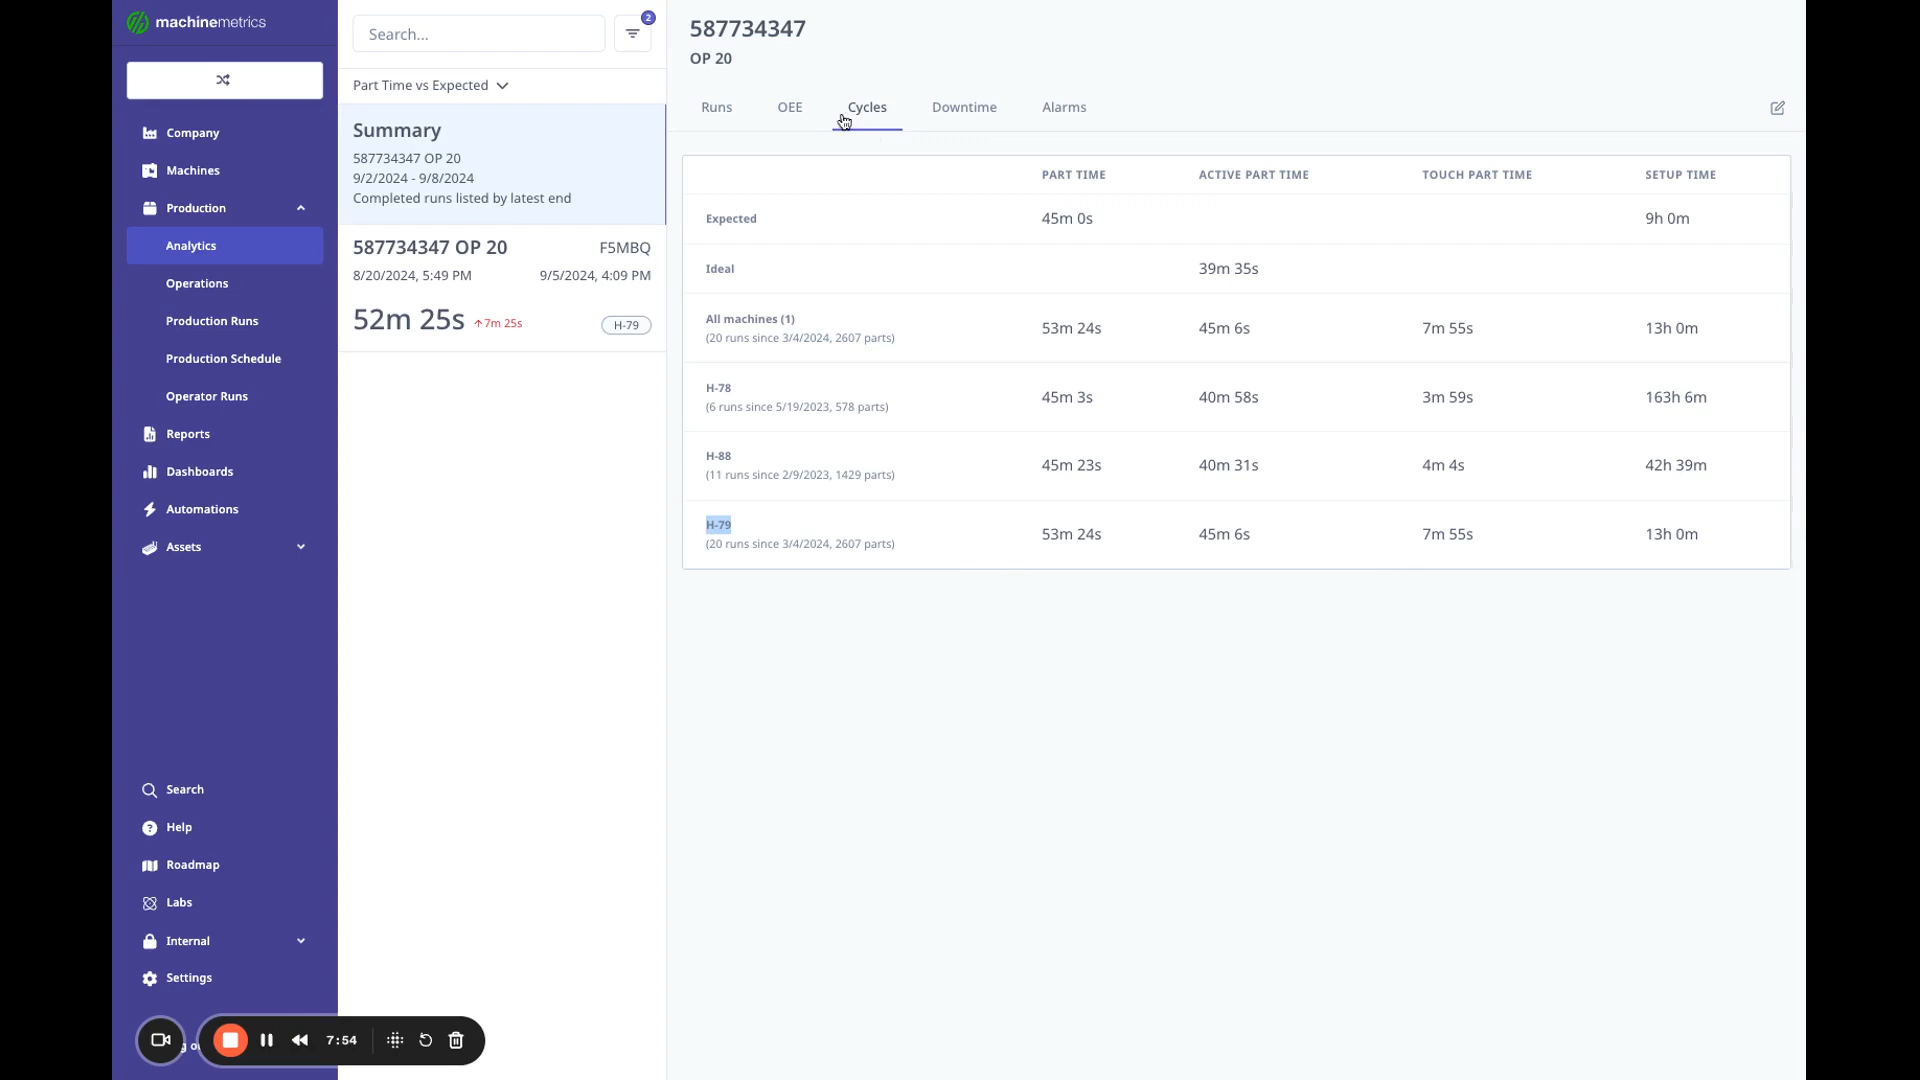 machinemetrics
Company
Machines
Production
Analytics
Operations
Production Runs
Production Schedule
Operator Runs
Reports
Dashboards
Automations
Assets
Search
Help
Roadmap
Labs
Internal
Settings
7:54
Search...
2
Part Time vs Expected
Summary
587734347 OP 20
9/2/2024 - 9/8/2024
Completed runs listed by latest end
587734347 OP 20 F5MBQ
8/20/2024, 5:49 PM 9/5/2024, 4:09 PM
52m 25s ↑7m 25s H-79
587734347
OP 20
Runs OEE Cycles Downtime Alarms
PART TIME ACTIVE PART TIME TOUCH PART TIME SETUP TIME
Expected 45m 0s 9h 0m
Ideal 39m 35s
All machines (1)
(20 runs since 3/4/2024, 2607 parts) 53m 24s 45m 6s 7m 55s 13h 0m
H-78
(6 runs since 5/19/2023, 578 parts) 45m 3s 40m 58s 3m 59s 163h 6m
H-88
(11 runs since 2/9/2023, 1429 parts) 45m 23s 40m 31s 4m 4s 42h 39m
H-79
(20 runs since 3/4/2024, 2607 parts) 53m 24s 45m 6s 7m 55s 13h 0m